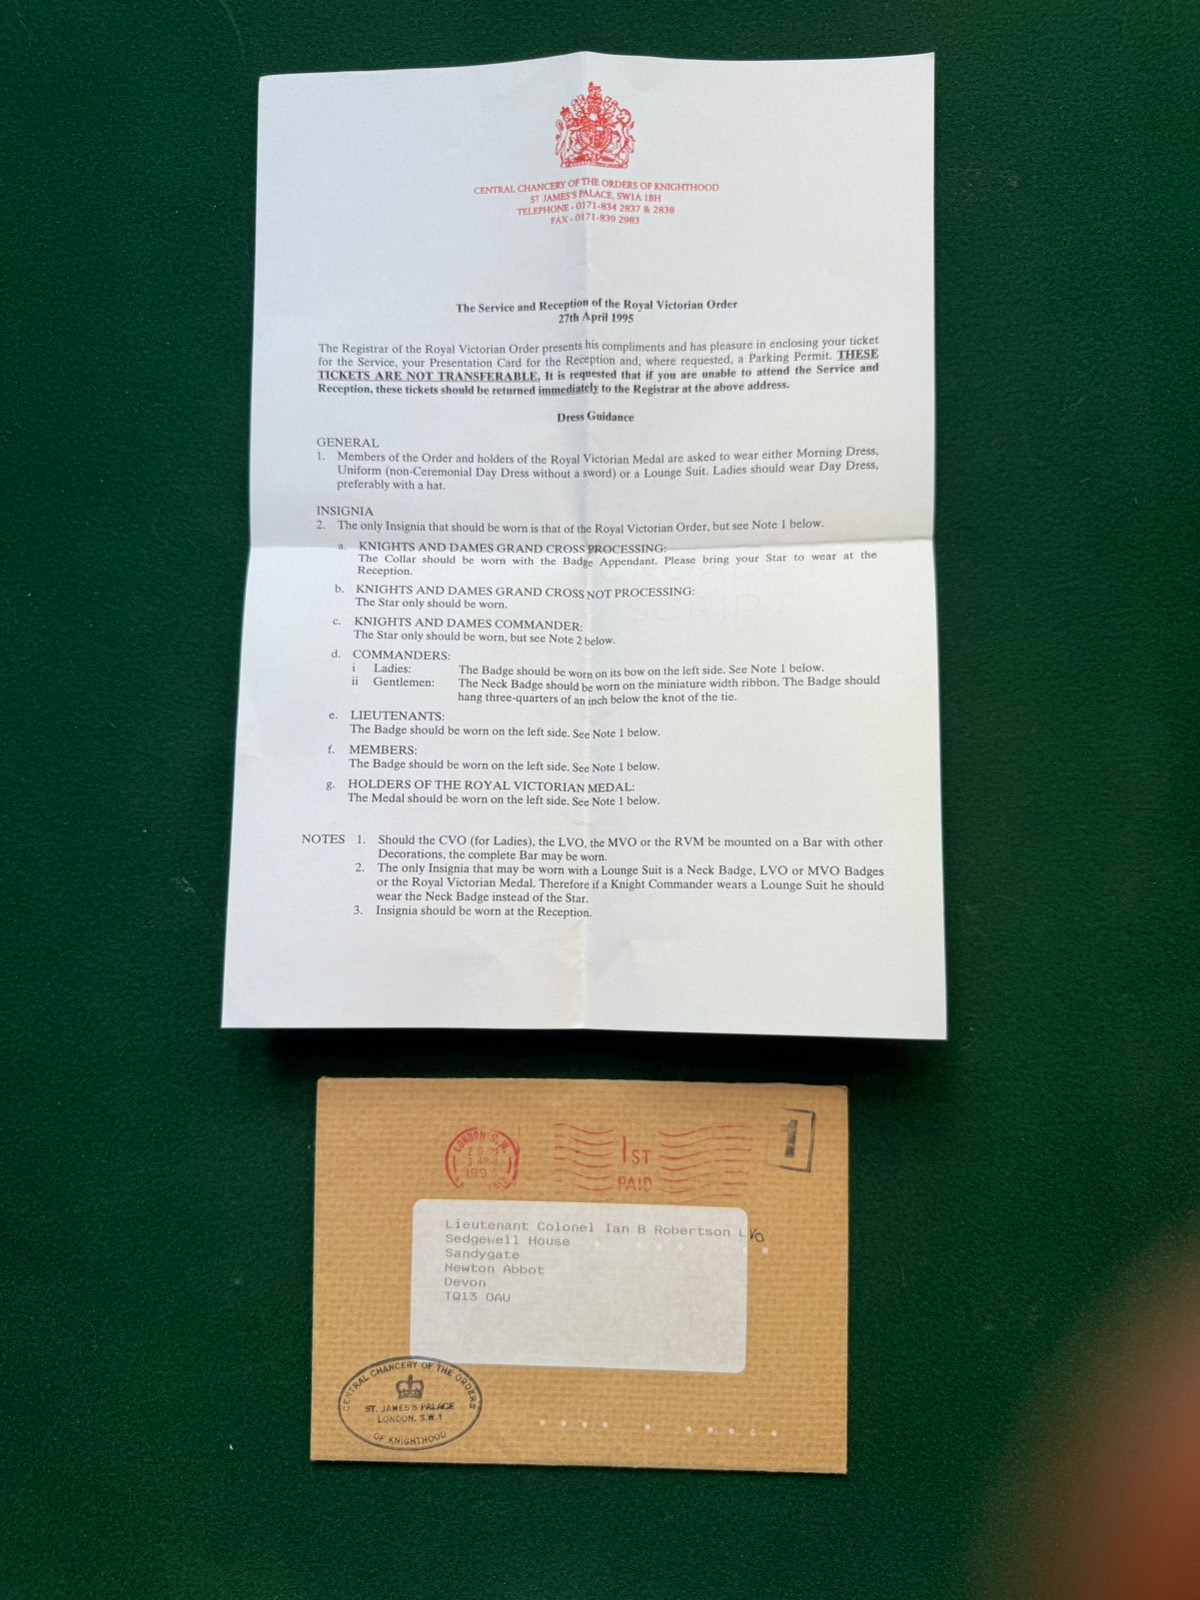 CENTRAL CHANCERY OF THE ORDERS OF KNIGHTHOOD
ST JAMES'S PALACE, SW1A 1BH
TELEPHONE - 0171-834 2837 & 2838
FAX - 0171-839 2983
The Service and Reception of the Royal Victorian Order
27th April 1995
The Registrar of the Royal Victorian Order presents his compliments and has pleasure in enclosing your ticket
for the Service, your Presentation Card for the Reception and, where requested, a Parking Permit. THESE
TICKETS ARE NOT TRANSFERABLE. It is requested that if you are unable to attend the Service and
Reception, these tickets should be returned immediately to the Registrar at the above address.
Dress Guidance
GENERAL
1. Members of the Order and holders of the Royal Victorian Medal are asked to wear either Morning Dress,
Uniform (non-Ceremonial Day Dress without a sword) or a Lounge Suit. Ladies should wear Day Dress,
preferably with a hat.
INSIGNIA
2. The only Insignia that should be worn is that of the Royal Victorian Order, but see Note 1 below.
a. KNIGHTS AND DAMES GRAND CROSS PROCESSING:
The Collar should be worn with the Badge Appendant. Please bring your Star to wear at the
Reception.
b. KNIGHTS AND DAMES GRAND CROSS NOT PROCESSING:
The Star only should be worn.
c. KNIGHTS AND DAMES COMMANDER:
The Star only should be worn, but see Note 2 below.
d. COMMANDERS:
i Ladies: The Badge should be worn on its bow on the left side. See Note 1 below.
ii Gentlemen: The Neck Badge should be worn on the miniature width ribbon. The Badge should
hang three-quarters of an inch below the knot of the tie.
e. LIEUTENANTS:
The Badge should be worn on the left side. See Note 1 below.
f. MEMBERS:
The Badge should be worn on the left side. See Note 1 below.
g. HOLDERS OF THE ROYAL VICTORIAN MEDAL:
The Medal should be worn on the left side. See Note 1 below.
NOTES 1. Should the CVO (for Ladies), the LVO, the MVO or the RVM be mounted on a Bar with other
Decorations, the complete Bar may be worn.
2. The only Insignia that may be worn with a Lounge Suit is a Neck Badge, LVO or MVO Badges
or the Royal Victorian Medal. Therefore if a Knight Commander wears a Lounge Suit he should
wear the Neck Badge instead of the Star.
3. Insignia should be worn at the Reception.
LONDON S.W.
1ST
PAID
1
Lieutenant Colonel Ian B Robertson LVO
Sedgewell House
Sandygate
Newton Abbot
Devon
TQ13 0AU
CENTRAL CHANCERY OF THE ORDERS
ST. JAMES'S PALACE
LONDON, S.W.1
OF KNIGHTHOOD